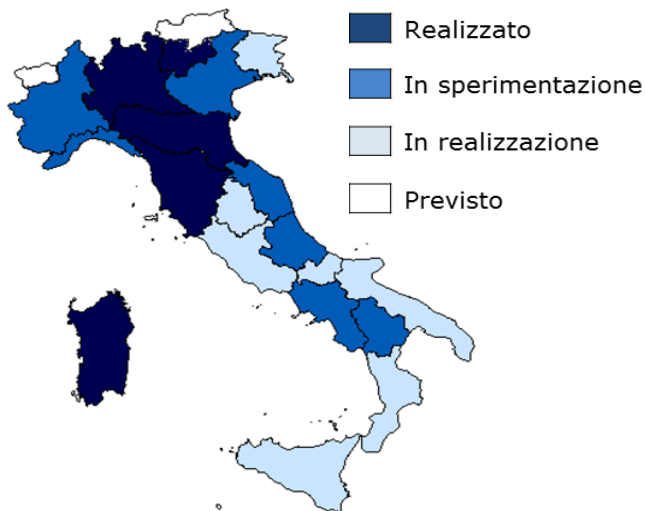 Realizzato
In sperimentazione
In realizzazione
Previsto